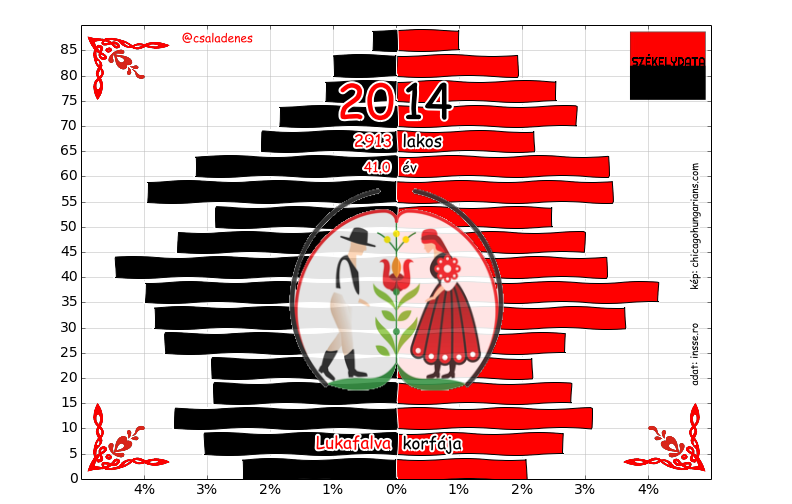 @csaladenes
SZÉKELYDATA
2014
2913 lakos
41.0 év
kép: chicagohungarians.com
adat: insse.ro
Lukafalva korfája
85
80
75
70
65
60
55
50
45
40
35
30
25
20
15
10
5
0
4% 3% 2% 1% 0% 1% 2% 3% 4%